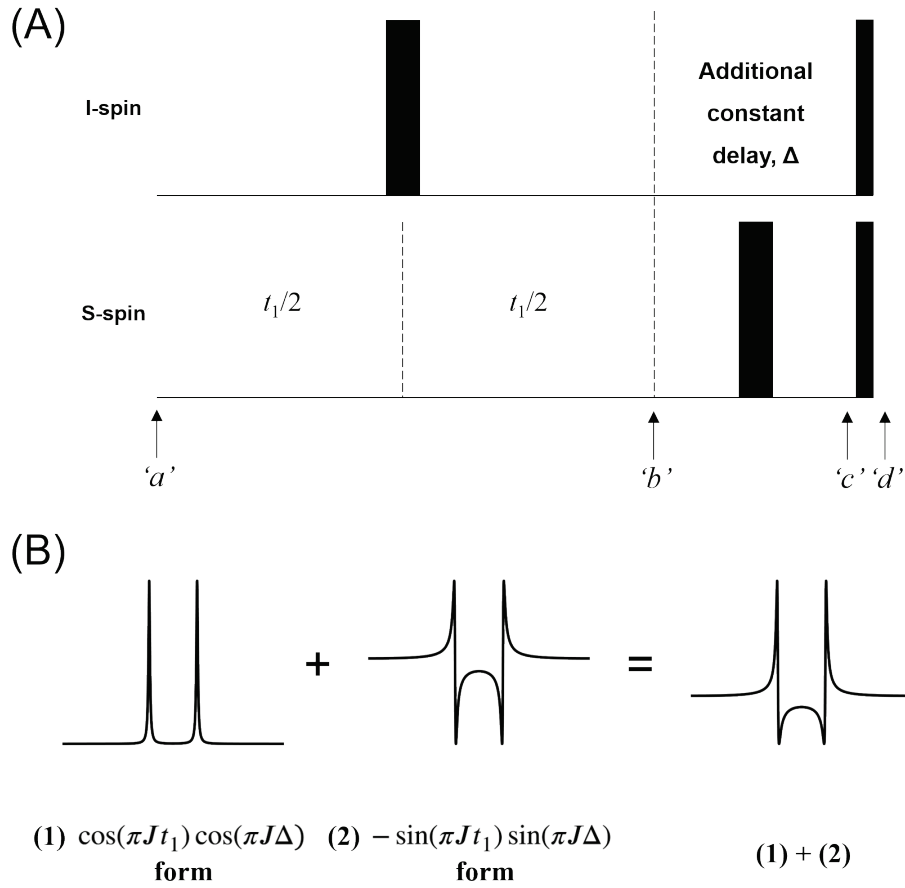 (A)
I-spin
Additional
constant
delay, Δ
S-spin
t₁/2
t₁/2
‘a’
‘b’
‘c’
‘d’
(B)
+
=
(1) cos(πJt₁) cos(πJΔ)
form
(2) − sin(πJt₁) sin(πJΔ)
form
(1) + (2)